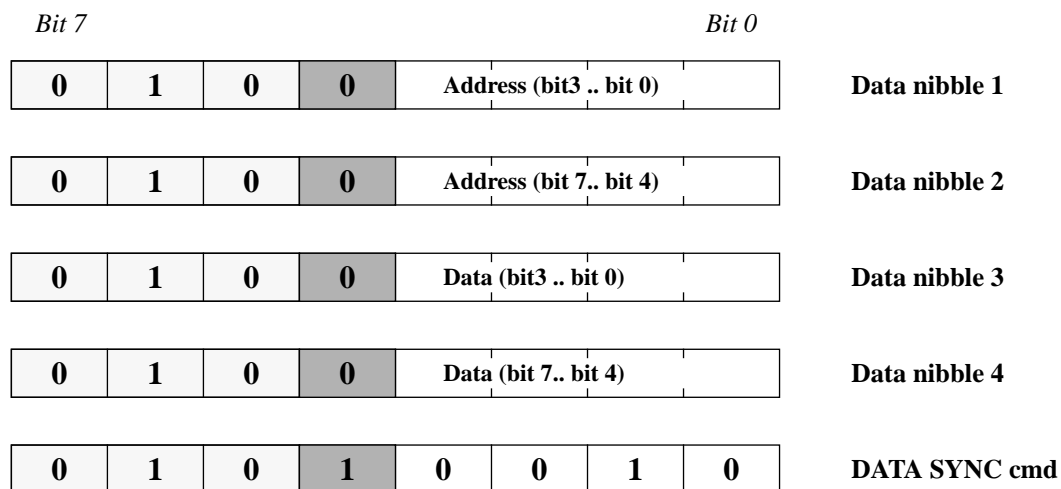 Bit 7 Bit 0
0 1 0 0 Address (bit3 .. bit 0) Data nibble 1
0 1 0 0 Address (bit 7.. bit 4) Data nibble 2
0 1 0 0 Data (bit3 .. bit 0) Data nibble 3
0 1 0 0 Data (bit 7.. bit 4) Data nibble 4
0 1 0 1 0 0 1 0 DATA SYNC cmd